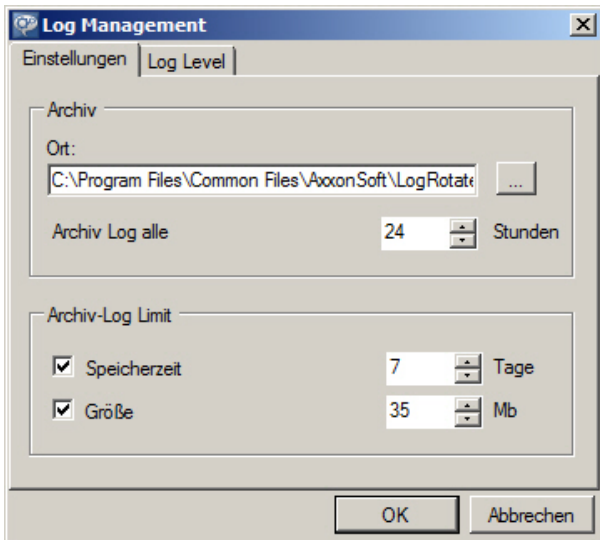 Log Management
Einstellungen Log Level
Archiv
Ort:
C:\Program Files\Common Files\AxxonSoft\LogRotate ...
Archiv Log alle 24 Stunden
Archiv-Log Limit
Speicherzeit 7 Tage
Größe 35 Mb
OK Abbrechen